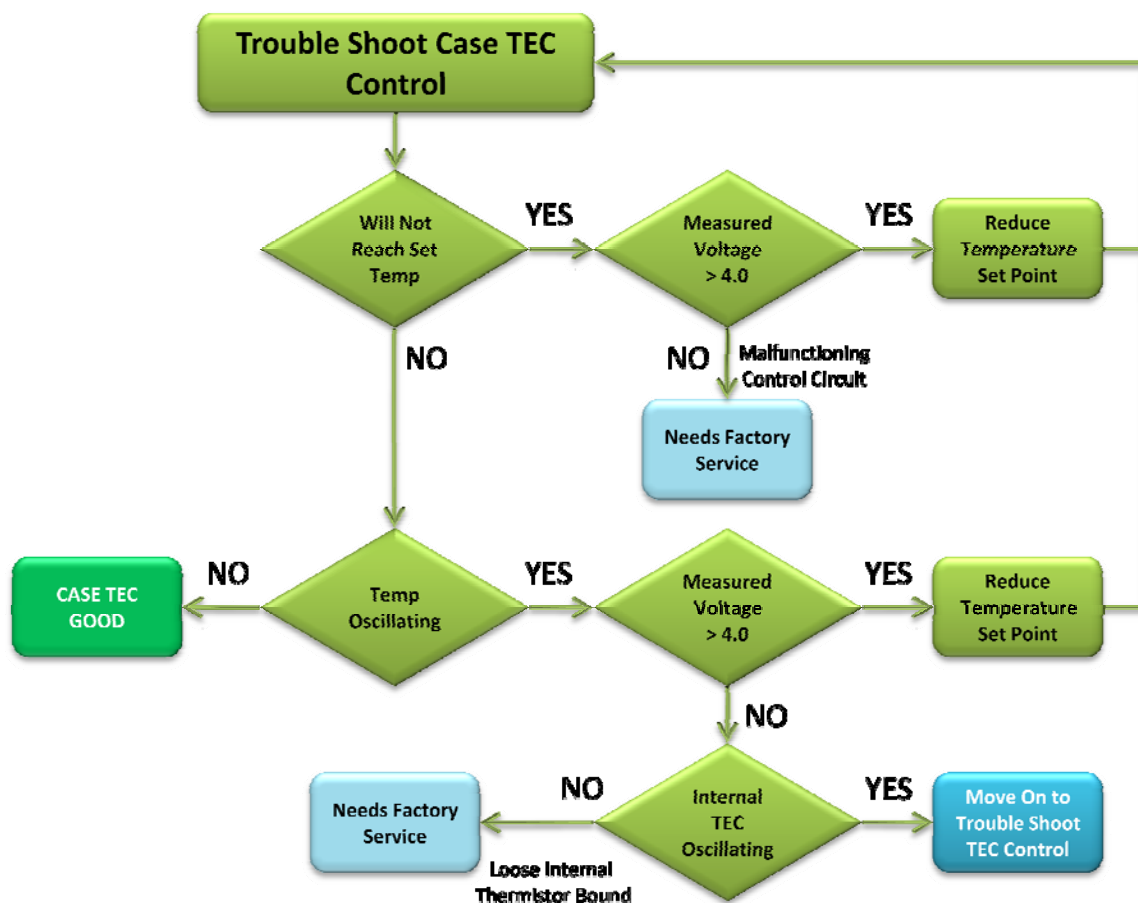 Trouble Shoot Case TEC
Control
Will Not
Reach Set
Temp
YES
Measured
Voltage
> 4.0
YES
Reduce
Temperature
Set Point
NO
NO
Malfunctioning
Control Circuit
Needs Factory
Service
CASE TEC
GOOD
NO
Temp
Oscillating
YES
Measured
Voltage
> 4.0
YES
Reduce
Temperature
Set Point
NO
Needs Factory
Service
NO
Internal
TEC
Oscillating
YES
Move On to
Trouble Shoot
TEC Control
Loose Internal
Thermistor Bound